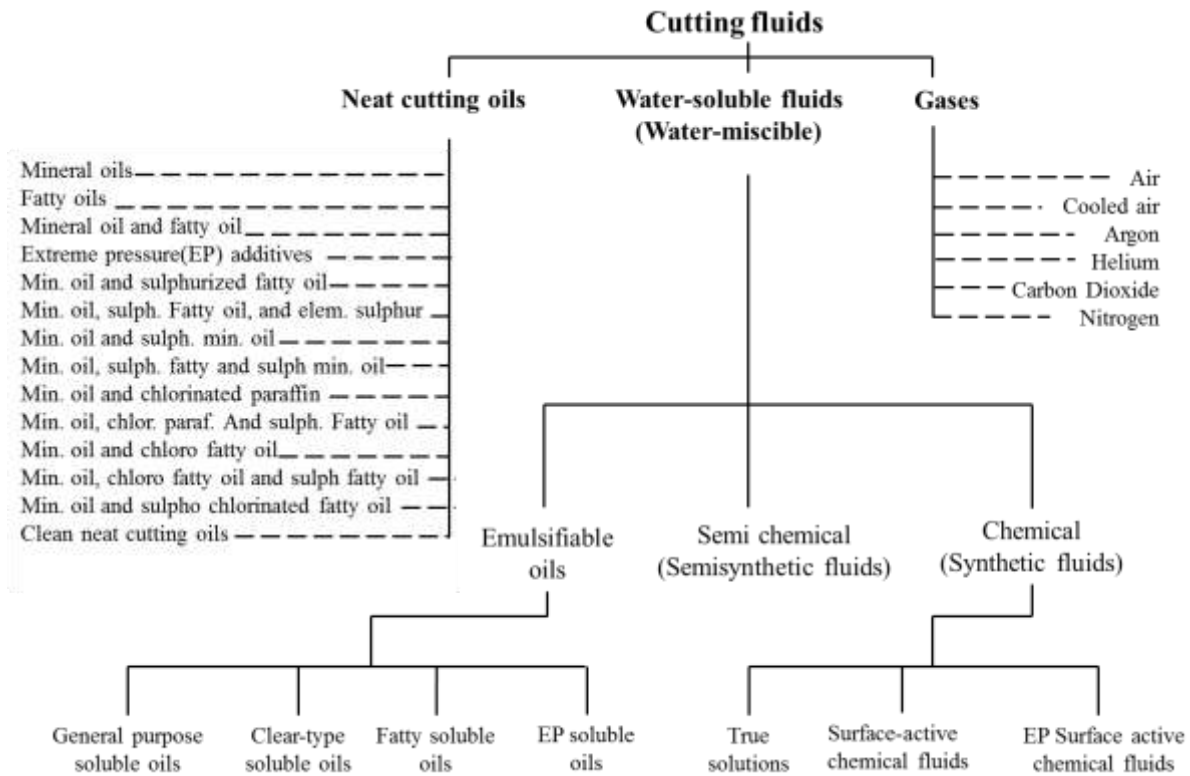 Cutting fluids
Neat cutting oils
Water-soluble fluids
(Water-miscible)
Gases
Mineral oils
Fatty oils
Mineral oil and fatty oil
Extreme pressure(EP) additives
Min. oil and sulphurized fatty oil
Min. oil, sulph. Fatty oil, and elem. sulphur
Min. oil and sulph. min. oil
Min. oil, sulph. fatty and sulph min. oil
Min. oil and chlorinated paraffin
Min. oil, chlor. paraf. And sulph. Fatty oil
Min. oil and chloro fatty oil
Min. oil, chloro fatty oil and sulph fatty oil
Min. oil and sulpho chlorinated fatty oil
Clean neat cutting oils
Air
Cooled air
Argon
Helium
Carbon Dioxide
Nitrogen
Emulsifiable
oils
Semi chemical
(Semisynthetic fluids)
Chemical
(Synthetic fluids)
General purpose
soluble oils
Clear-type
soluble oils
Fatty soluble
oils
EP soluble
oils
True
solutions
Surface-active
chemical fluids
EP Surface active
chemical fluids